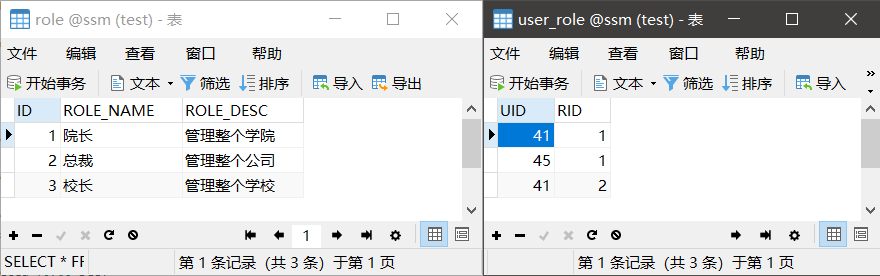 role @ssm (test) - 表
文件 编辑 查看 窗口 帮助
开始事务 文本 筛选 排序 导入 导出
ID ROLE_NAME ROLE_DESC
1 院长 管理整个学院
2 总裁 管理整个公司
3 校长 管理整个学校
1
SELECT * FF
第 1 条记录 (共 3 条) 于第 1 页
user_role @ssm (test) - 表
文件 编辑 查看 窗口 帮助
开始事务 文本 筛选 排序 导入
UID RID
41 1
45 1
41 2
第 1 条记录 (共 3 条) 于第 1 页